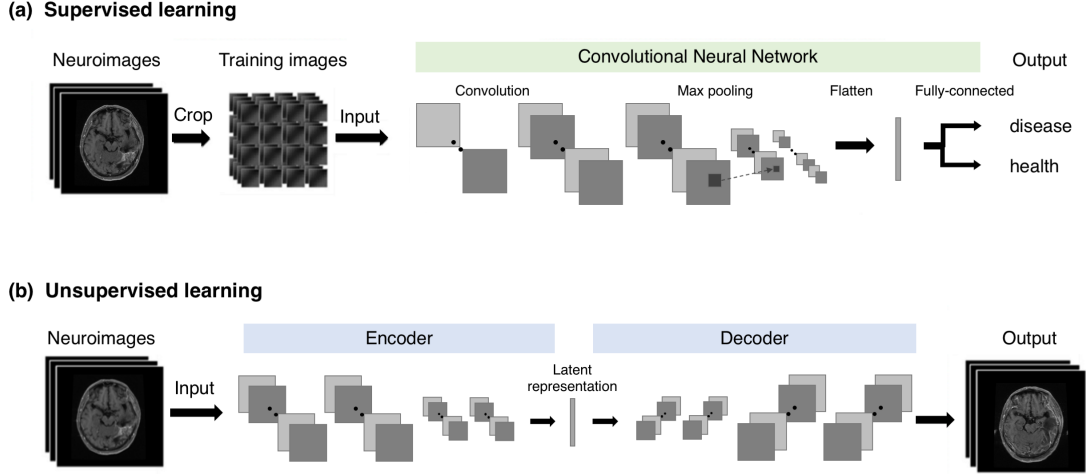 (a) Supervised learning
Neuroimages
Training images
Convolutional Neural Network
Output
Convolution
Max pooling
Flatten
Fully-connected
Crop
Input
disease
health
(b) Unsupervised learning
Neuroimages
Encoder
Decoder
Output
Input
Latent
representation